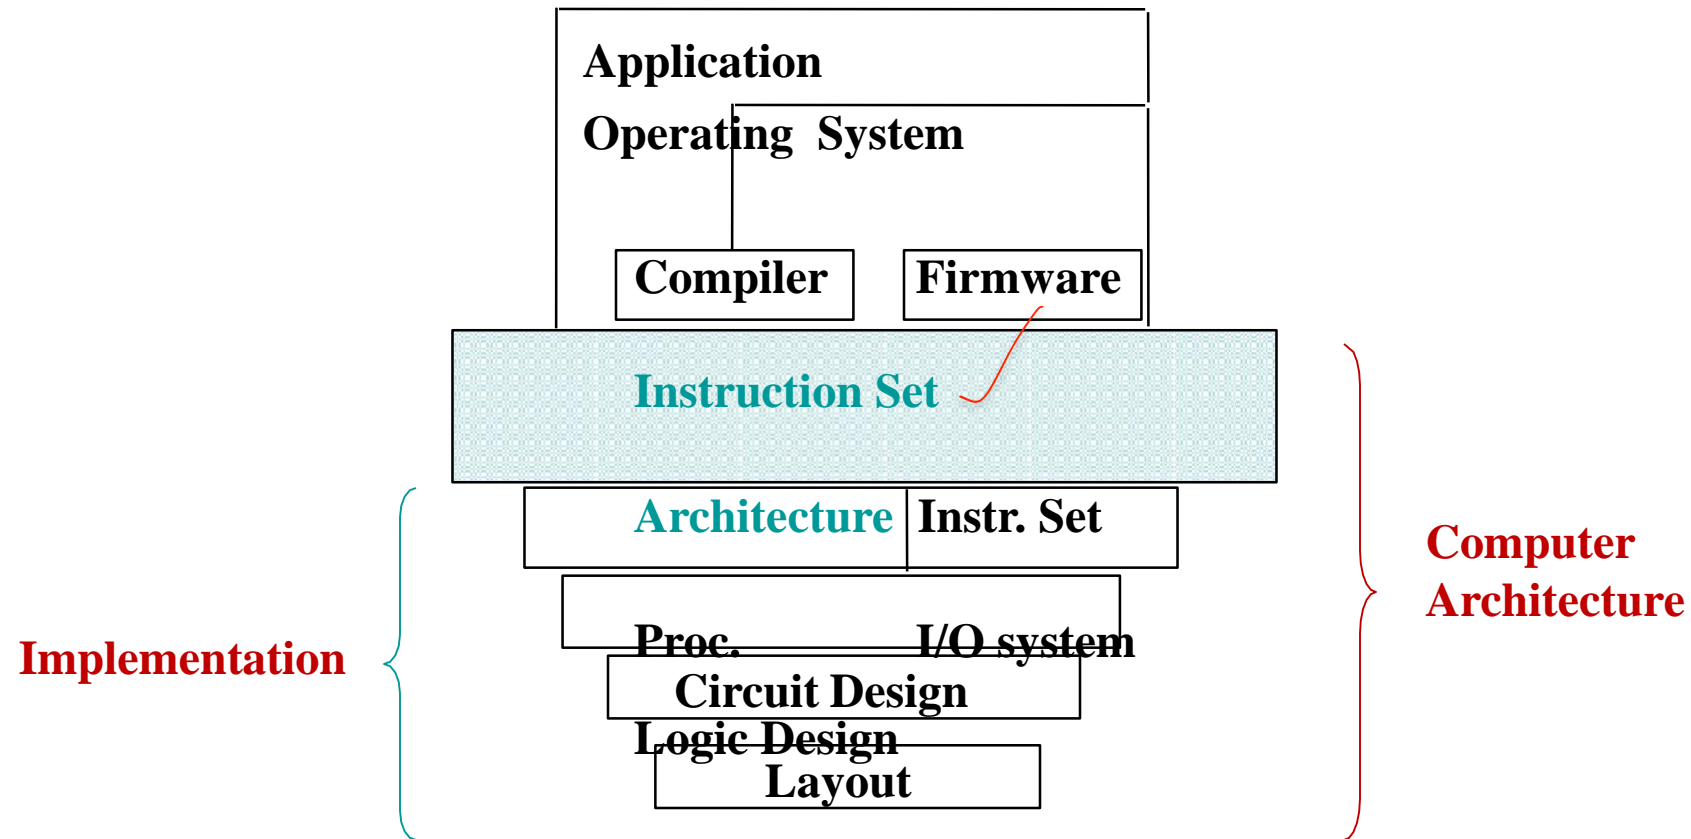 Application
Operating System
Compiler Firmware
Instruction Set
Architecture Instr. Set
Computer
Architecture
Proc. I/O system
Implementation
Circuit Design
Logic Design
Layout